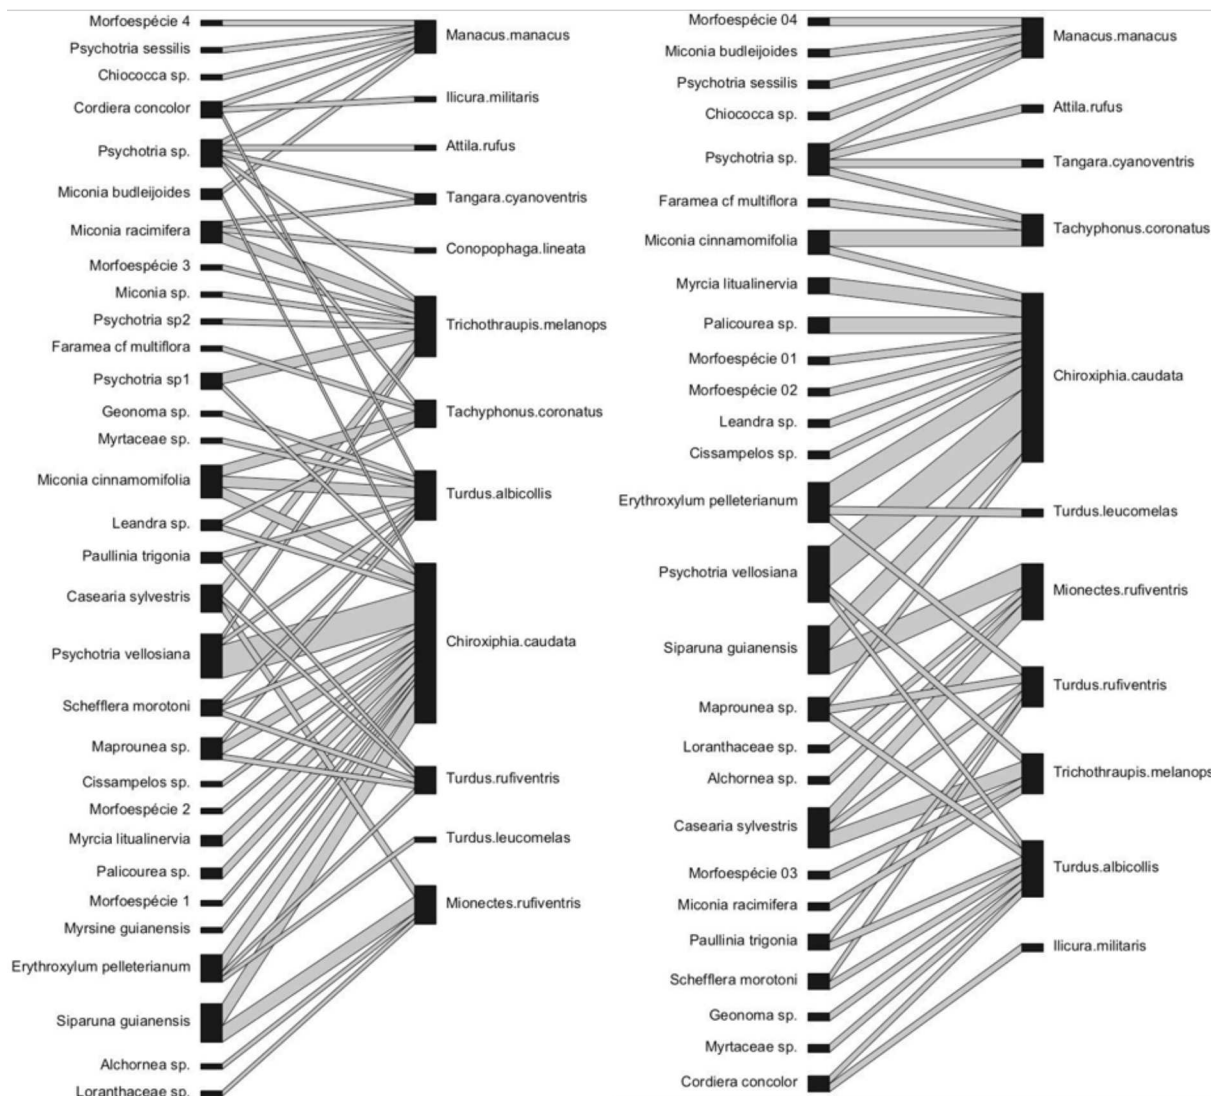 Morfoespécie 4
Psychotria sessilis
Chiococca sp.
Cordiera concolor
Psychotria sp.
Miconia budleijoides
Miconia racimifera
Morfoespécie 3
Miconia sp.
Psychotria sp2
Faramea cf multiflora
Psychotria sp1
Geonoma sp.
Myrtaceae sp.
Miconia cinnamomifolia
Leandra sp.
Paullinia trigonia
Casearia sylvestris
Psychotria vellosiana
Schefflera morotoni
Maprounea sp.
Cissampelos sp.
Morfoespécie 2
Myrcia litualinervia
Palicourea sp.
Morfoespécie 1
Myrsine guianensis
Erythroxylum pelleterianum
Siparuna guianensis
Alchornea sp.
Loranthaceae sp.
Manacus.manacus
Ilicura.militaris
Attila.rufus
Tangara.cyanoventris
Conopophaga.lineata
Trichothraupis.melanops
Tachyphonus.coronatus
Turdus.albicollis
Chiroxiphia.caudata
Turdus.rufiventris
Turdus.leucomelas
Mionectes.rufiventris
Morfoespécie 04
Miconia budleijoides
Psychotria sessilis
Chiococca sp.
Psychotria sp.
Faramea cf multiflora
Miconia cinnamomifolia
Myrcia litualinervia
Palicourea sp.
Morfoespécie 01
Morfoespécie 02
Leandra sp.
Cissampelos sp.
Erythroxylum pelleterianum
Psychotria vellosiana
Siparuna guianensis
Maprounea sp.
Loranthaceae sp.
Alchornea sp.
Casearia sylvestris
Morfoespécie 03
Miconia racimifera
Paullinia trigonia
Schefflera morotoni
Geonoma sp.
Myrtaceae sp.
Cordiera concolor
Manacus.manacus
Attila.rufus
Tangara.cyanoventris
Tachyphonus.coronatus
Chiroxiphia.caudata
Turdus.leucomelas
Mionectes.rufiventris
Turdus.rufiventris
Trichothraupis.melanops
Turdus.albicollis
Ilicura.militaris